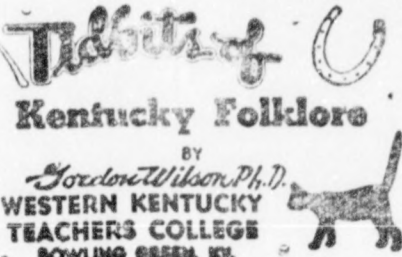 Tidbits of
Kentucky Folklore
BY
Gordon Wilson, Ph.D.
WESTERN KENTUCKY
TEACHERS COLLEGE
BOWLING GREEN, KY.